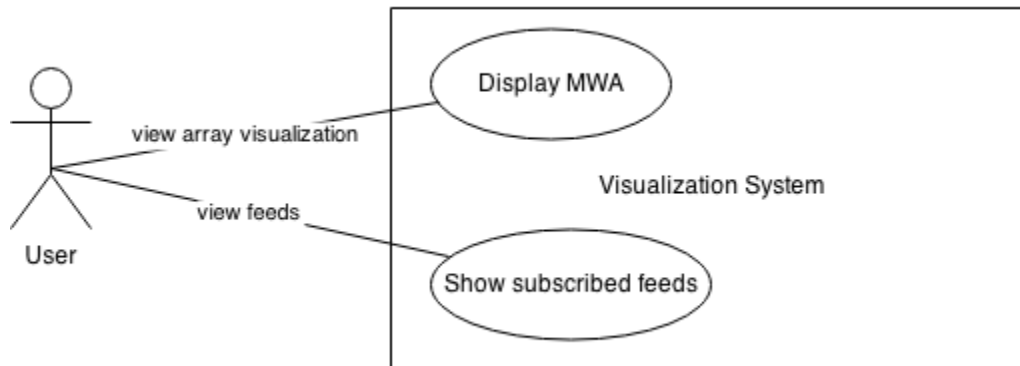 Display MWA
view array visualization
Visualization System
view feeds
User
Show subscribed feeds